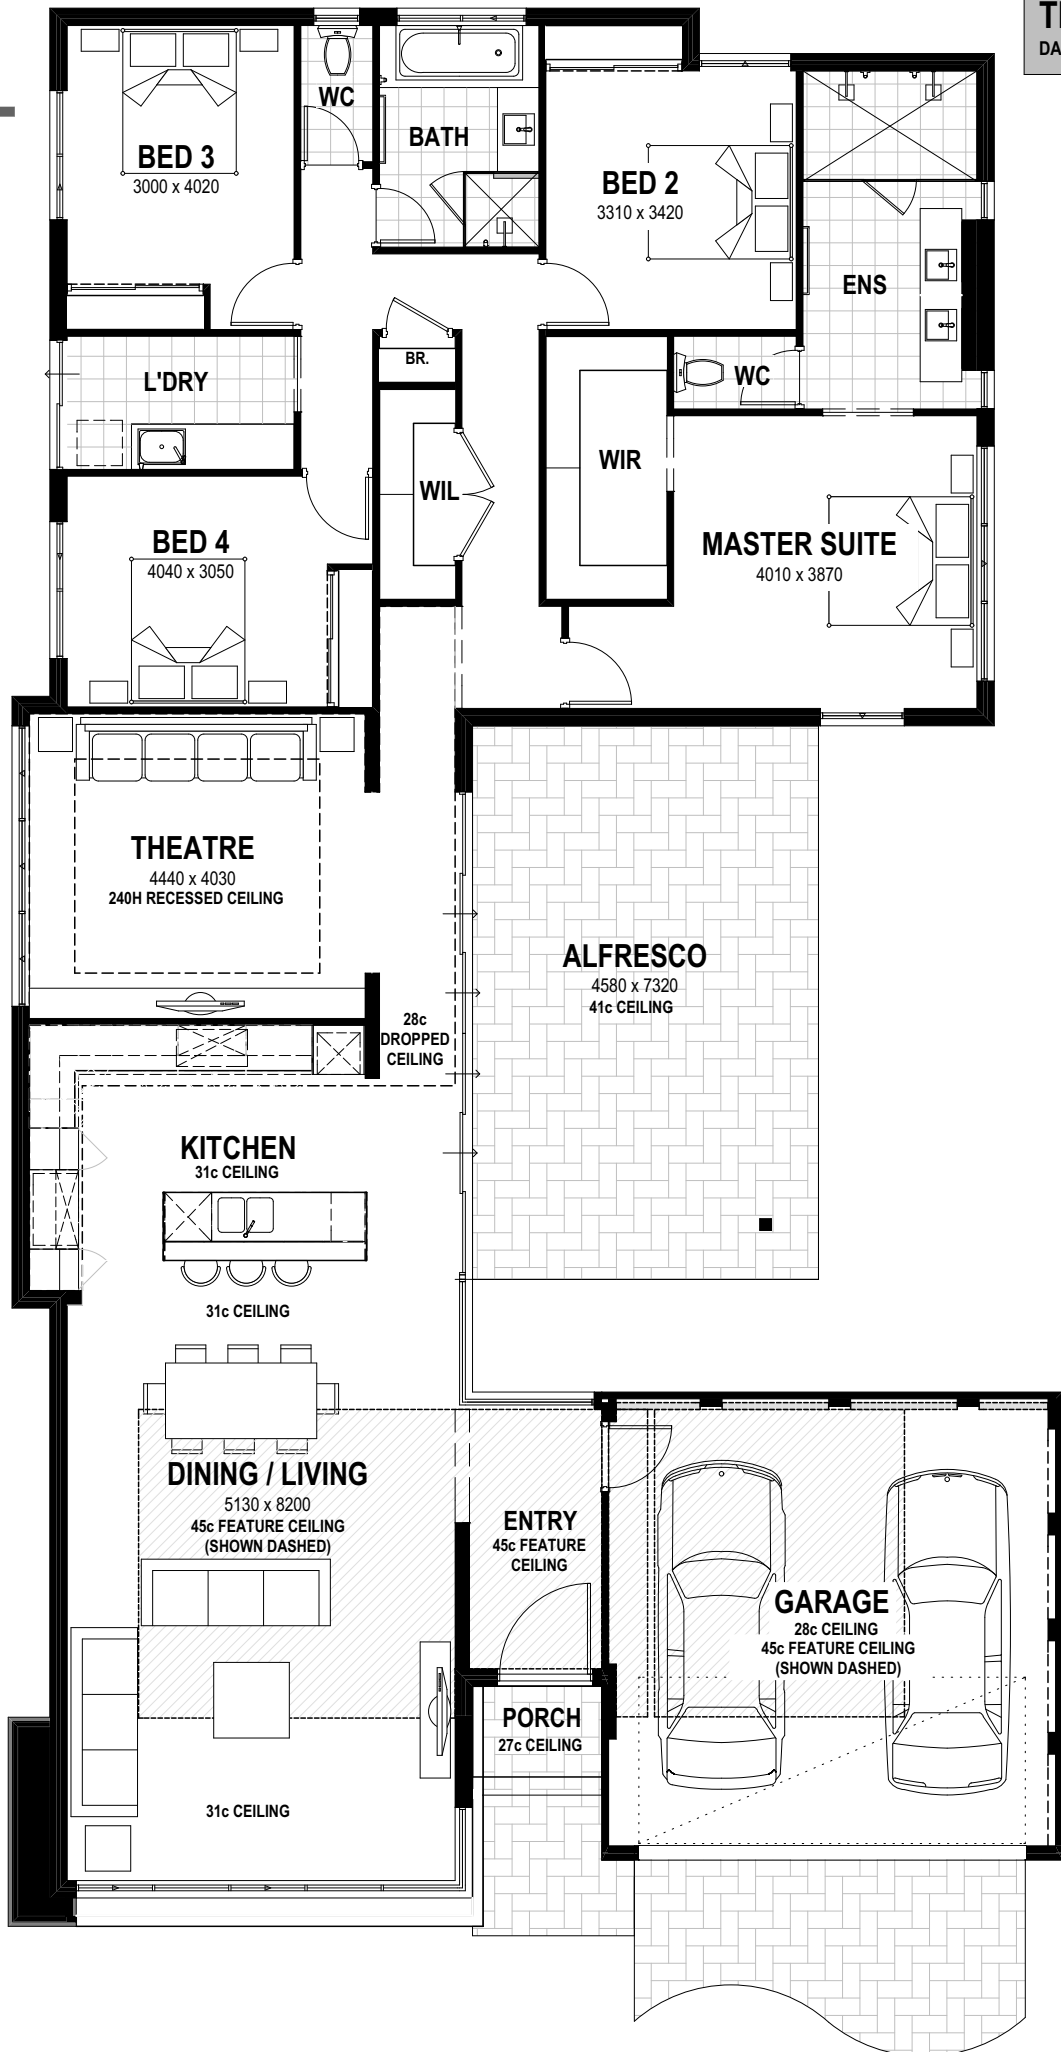 WC
BATH
BED 3
3000 x 4020
BED 2
3310 x 3420
ENS
BR.
L'DRY
WC
WIR
WIL
BED 4
4040 x 3050
MASTER SUITE
4010 x 3870
THEATRE
4440 x 4030
240H RECESSED CEILING
ALFRESCO
4580 x 7320
41c CEILING
28c
DROPPED
CEILING
KITCHEN
31c CEILING
31c CEILING
DINING / LIVING
5130 x 8200
45c FEATURE CEILING
(SHOWN DASHED)
ENTRY
45c FEATURE
CEILING
GARAGE
28c CEILING
45c FEATURE CEILING
(SHOWN DASHED)
PORCH
27c CEILING
31c CEILING